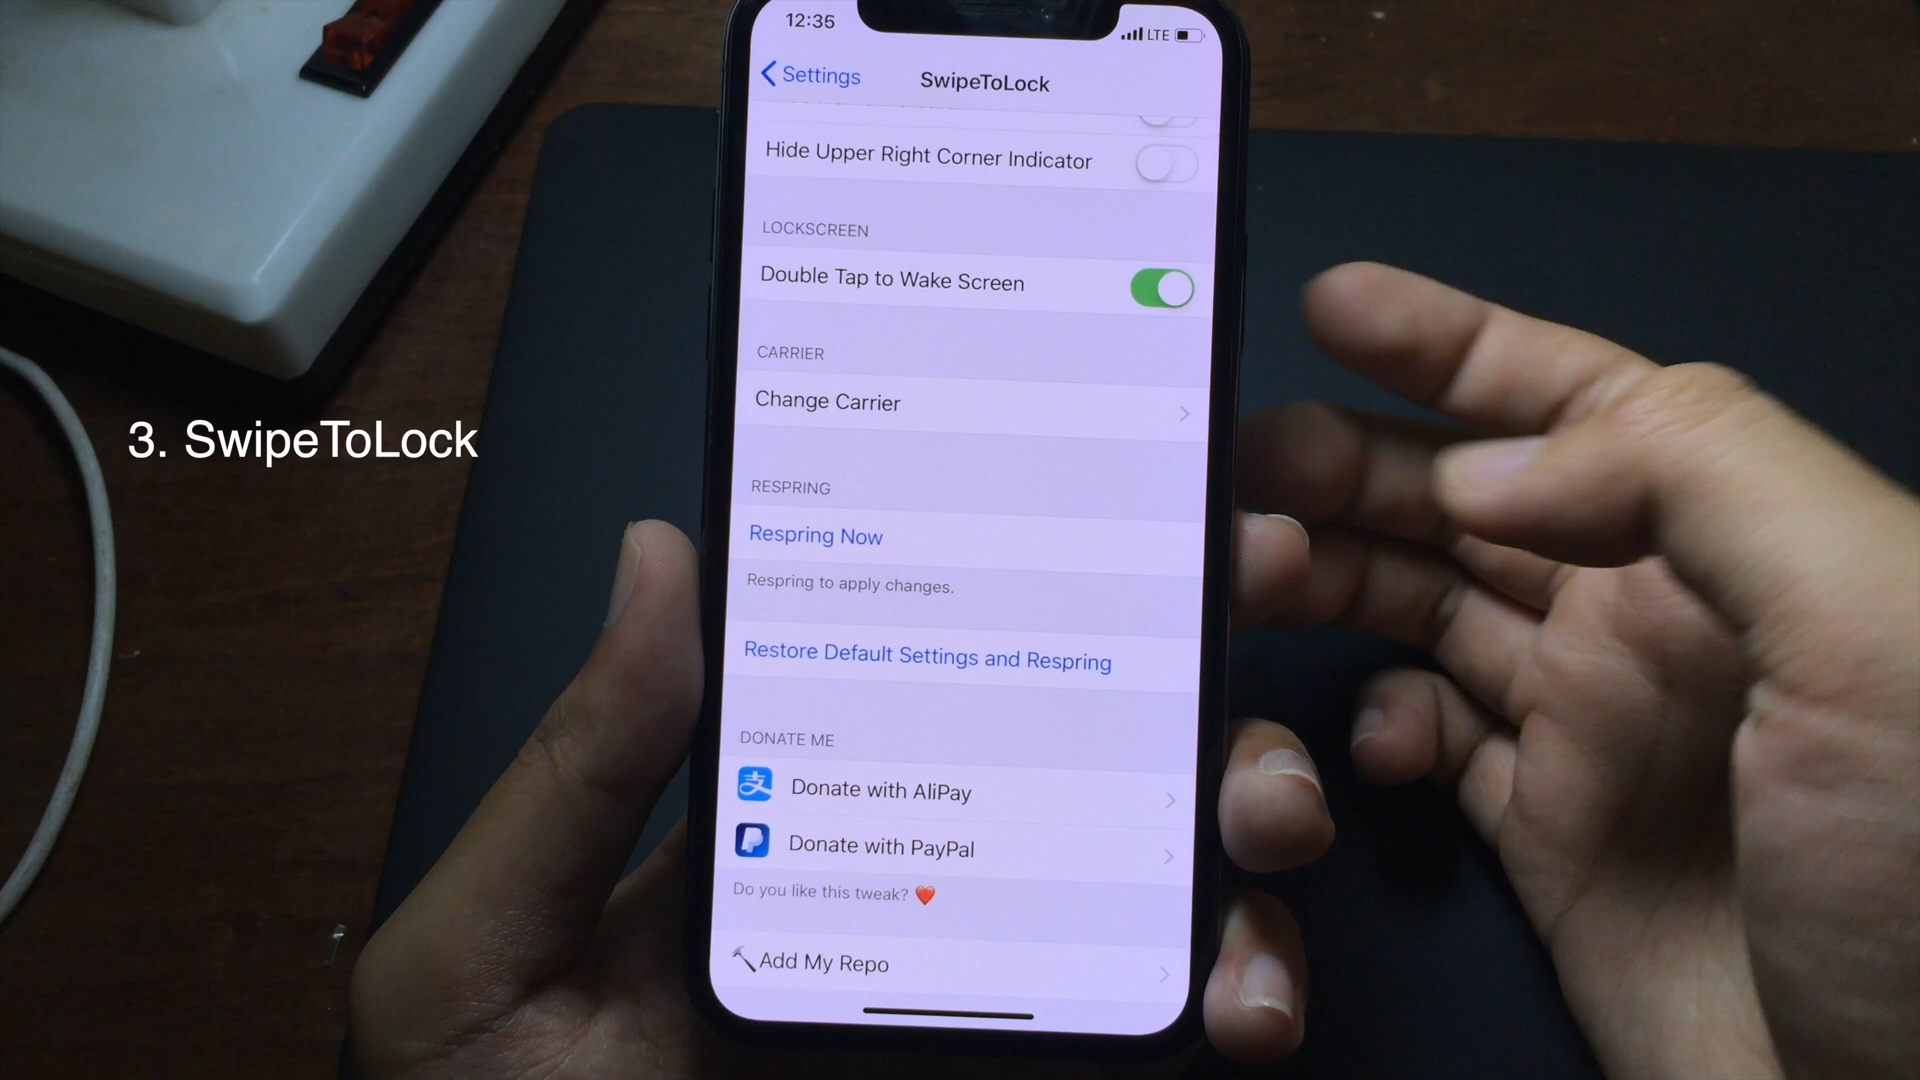 12:35
LTE
Settings
SwipeToLock
Hide Upper Right Corner Indicator
LOCKSCREEN
Double Tap to Wake Screen
CARRIER
Change Carrier
3. SwipeToLock
RESPRING
Respring Now
Respring to apply changes.
Restore Default Settings and Respring
DONATE ME
支
Donate with AliPay
Donate with PayPal
Do you like this tweak? ❤️
Add My Repo